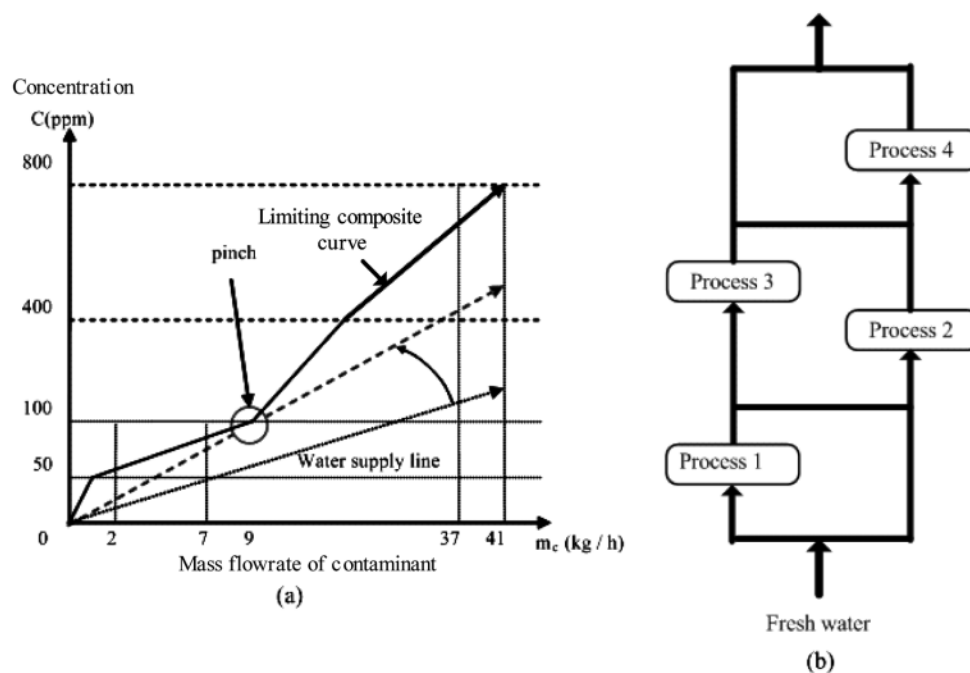 Concentration
C(ppm)
800
400
100
50
0
Limiting composite
curve
pinch
Water supply line
2 7 9 37 41 mc (kg / h)
Mass flowrate of contaminant
(a)
Process 4
Process 3
Process 2
Process 1
Fresh water
(b)